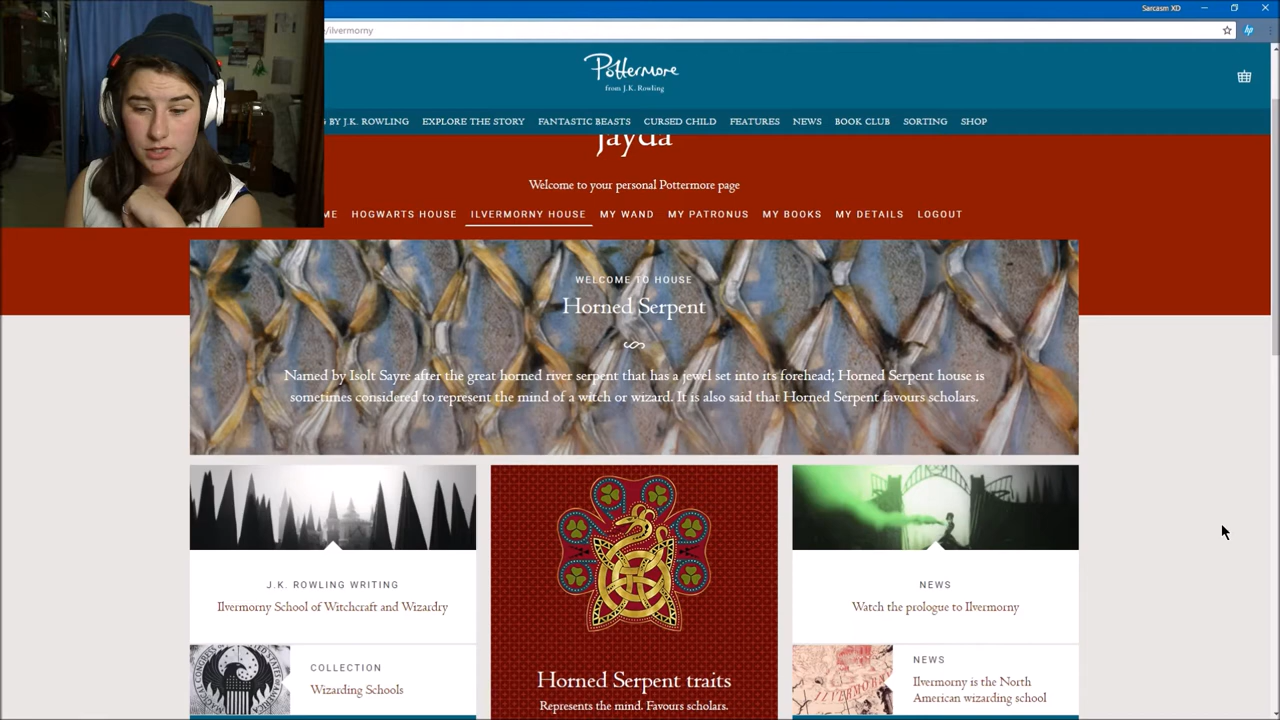 Sarcasm XD
/ilvermorny
Pottermore
from J.K. Rowling
BY J.K. ROWLING EXPLORE THE STORY FANTASTIC BEASTS CURSED CHILD FEATURES NEWS BOOK CLUB SORTING SHOP
Jayda
Welcome to your personal Pottermore page
ME HOGWARTS HOUSE ILVERMORNY HOUSE MY WAND MY PATRONUS MY BOOKS MY DETAILS LOGOUT
WELCOME TO HOUSE
Horned Serpent
Named by Isolt Sayre after the great horned river serpent that has a jewel set into its forehead; Horned Serpent house is
sometimes considered to represent the mind of a witch or wizard. It is also said that Horned Serpent favours scholars.
J.K. ROWLING WRITING
Ilvermorny School of Witchcraft and Wizardry
COLLECTION
Wizarding Schools
Horned Serpent traits
Represents the mind. Favours scholars.
NEWS
Watch the prologue to Ilvermorny
NEWS
Ilvermorny is the North
American wizarding school